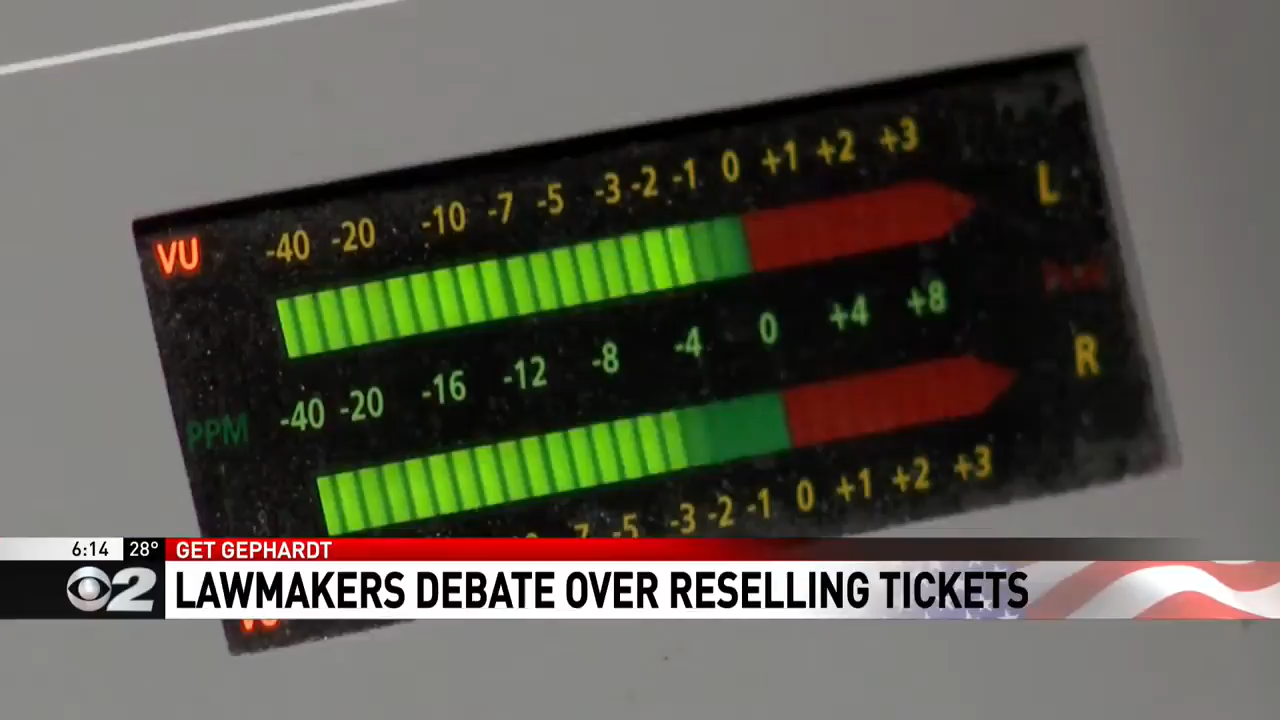 VU -40 -20 -10 -7 -5 -3 -2 -1 0 +1 +2 +3 L
PPM -40 -20 -16 -12 -8 -4 0 +4 +8
R
-5 -3 -2 -1 0 +1 +2 +3
6:14 28° GET GEPHARDT
2 LAWMAKERS DEBATE OVER RESELLING TICKETS